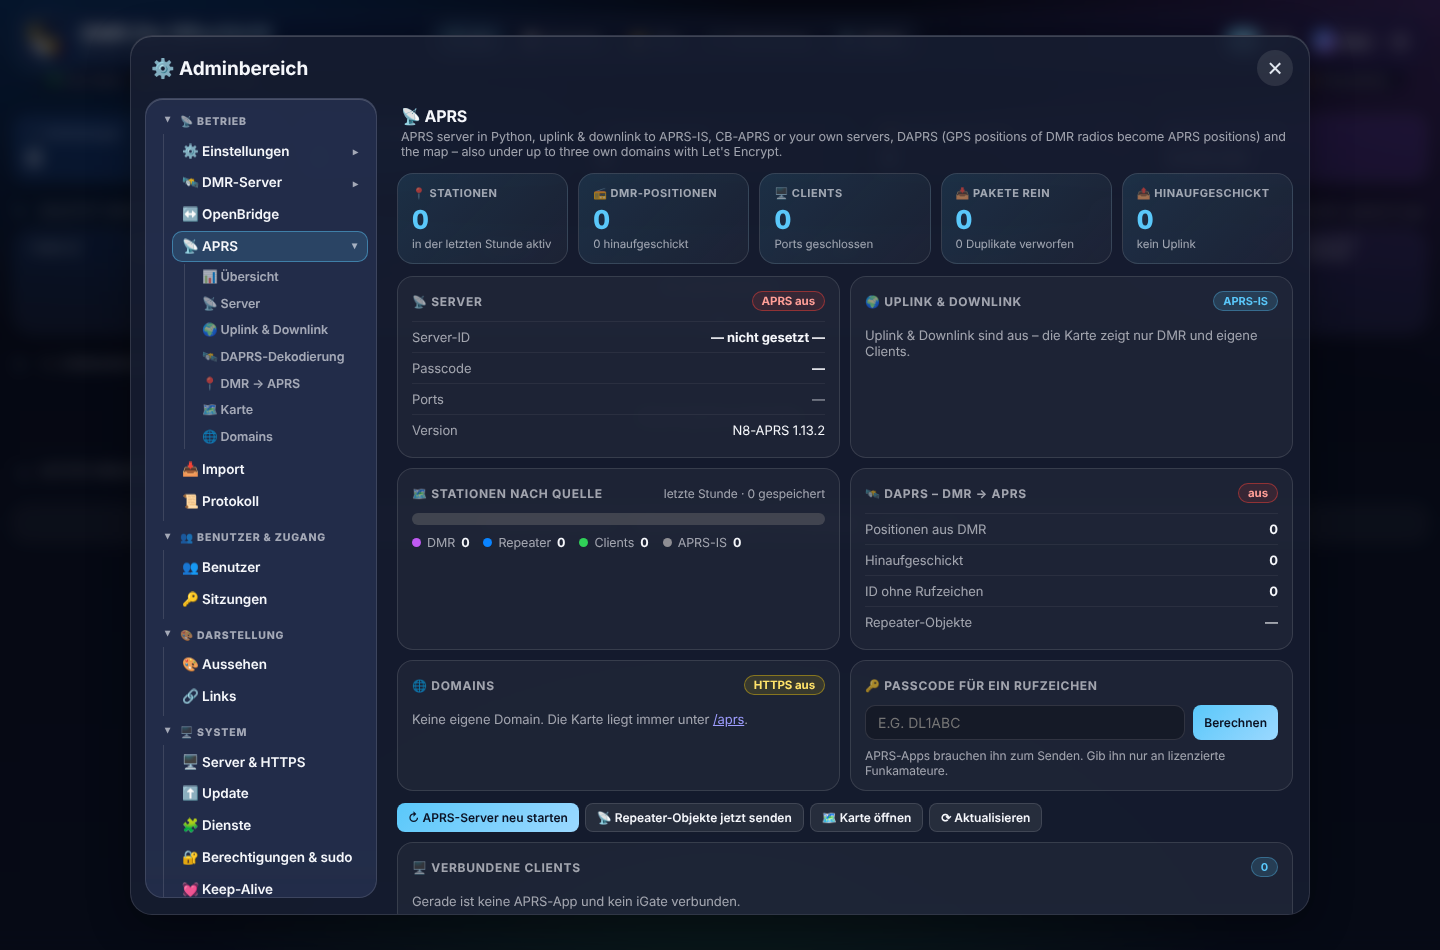 Adminbereich
BETRIEB
Einstellungen
DMR-Server
OpenBridge
APRS
Übersicht
Server
Uplink & Downlink
DAPRS-Dekodierung
DMR → APRS
Karte
Domains
Import
Protokoll
BENUTZER & ZUGANG
Benutzer
Sitzungen
DARSTELLUNG
Aussehen
Links
SYSTEM
Server & HTTPS
Update
Dienste
Berechtigungen & sudo
Keep-Alive
APRS
APRS server in Python, uplink & downlink to APRS-IS, CB-APRS or your own servers, DAPRS (GPS positions of DMR radios become APRS positions) and
the map – also under up to three own domains with Let's Encrypt.
STATIONEN
0
in der letzten Stunde aktiv
DMR-POSITIONEN
0
0 hinaufgeschickt
CLIENTS
0
Ports geschlossen
PAKETE REIN
0
0 Duplikate verworfen
HINAUFGESCHICKT
0
kein Uplink
SERVER APRS aus
Server-ID — nicht gesetzt —
Passcode —
Ports —
Version N8-APRS 1.13.2
UPLINK & DOWNLINK APRS-IS
Uplink & Downlink sind aus – die Karte zeigt nur DMR und eigene
Clients.
STATIONEN NACH QUELLE letzte Stunde · 0 gespeichert
DMR 0 Repeater 0 Clients 0 APRS-IS 0
DAPRS – DMR → APRS aus
Positionen aus DMR 0
Hinaufgeschickt 0
ID ohne Rufzeichen 0
Repeater-Objekte —
DOMAINS HTTPS aus
Keine eigene Domain. Die Karte liegt immer unter /aprs.
PASSCODE FÜR EIN RUFZEICHEN
E.G. DL1ABC Berechnen
APRS-Apps brauchen ihn zum Senden. Gib ihn nur an lizenzierte
Funkamateure.
↻ APRS-Server neu starten Repeater-Objekte jetzt senden Karte öffnen ⟳ Aktualisieren
VERBUNDENE CLIENTS 0
Gerade ist keine APRS-App und kein iGate verbunden.